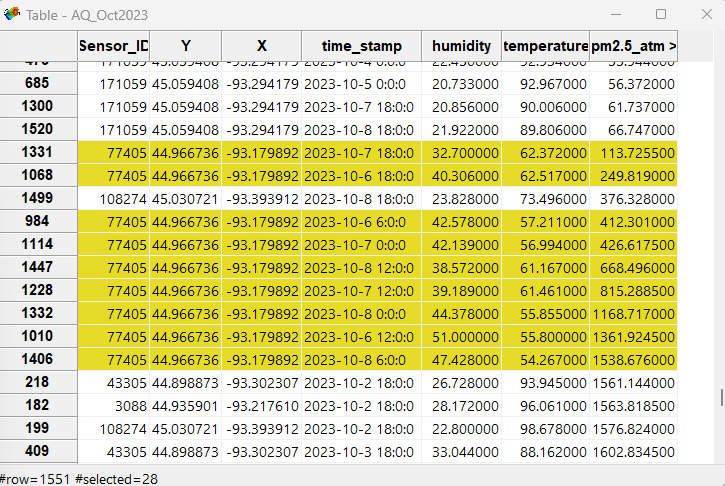 Table - AQ_Oct2023
Sensor_ID Y X time_stamp humidity temperature pm2.5_atm >
685 171059 45.059408 -93.294179 2023-10-5 0:0:0 20.733000 92.967000 56.372000
1300 171059 45.059408 -93.294179 2023-10-7 18:0:0 20.856000 90.006000 61.737000
1520 171059 45.059408 -93.294179 2023-10-8 18:0:0 21.922000 89.806000 66.747000
1331 77405 44.966736 -93.179892 2023-10-7 18:0:0 32.700000 62.372000 113.725500
1068 77405 44.966736 -93.179892 2023-10-6 18:0:0 40.306000 62.517000 249.819000
1499 108274 45.030721 -93.393912 2023-10-8 18:0:0 23.828000 73.496000 376.328000
984 77405 44.966736 -93.179892 2023-10-6 6:0:0 42.578000 57.211000 412.301000
1114 77405 44.966736 -93.179892 2023-10-7 0:0:0 42.139000 56.994000 426.617500
1447 77405 44.966736 -93.179892 2023-10-8 12:0:0 38.572000 61.167000 668.496000
1228 77405 44.966736 -93.179892 2023-10-7 12:0:0 39.189000 61.461000 815.288500
1332 77405 44.966736 -93.179892 2023-10-8 0:0:0 44.378000 55.855000 1168.717000
1010 77405 44.966736 -93.179892 2023-10-6 12:0:0 51.000000 55.800000 1361.924500
1406 77405 44.966736 -93.179892 2023-10-8 6:0:0 47.428000 54.267000 1538.676000
218 43305 44.898873 -93.302307 2023-10-2 18:0:0 26.728000 93.945000 1561.144000
182 3088 44.935901 -93.217610 2023-10-2 18:0:0 28.172000 96.061000 1563.818500
199 108274 45.030721 -93.393912 2023-10-2 18:0:0 22.800000 98.678000 1576.824000
409 43305 44.898873 -93.302307 2023-10-3 18:0:0 33.044000 88.162000 1602.834500
#row=1551 #selected=28